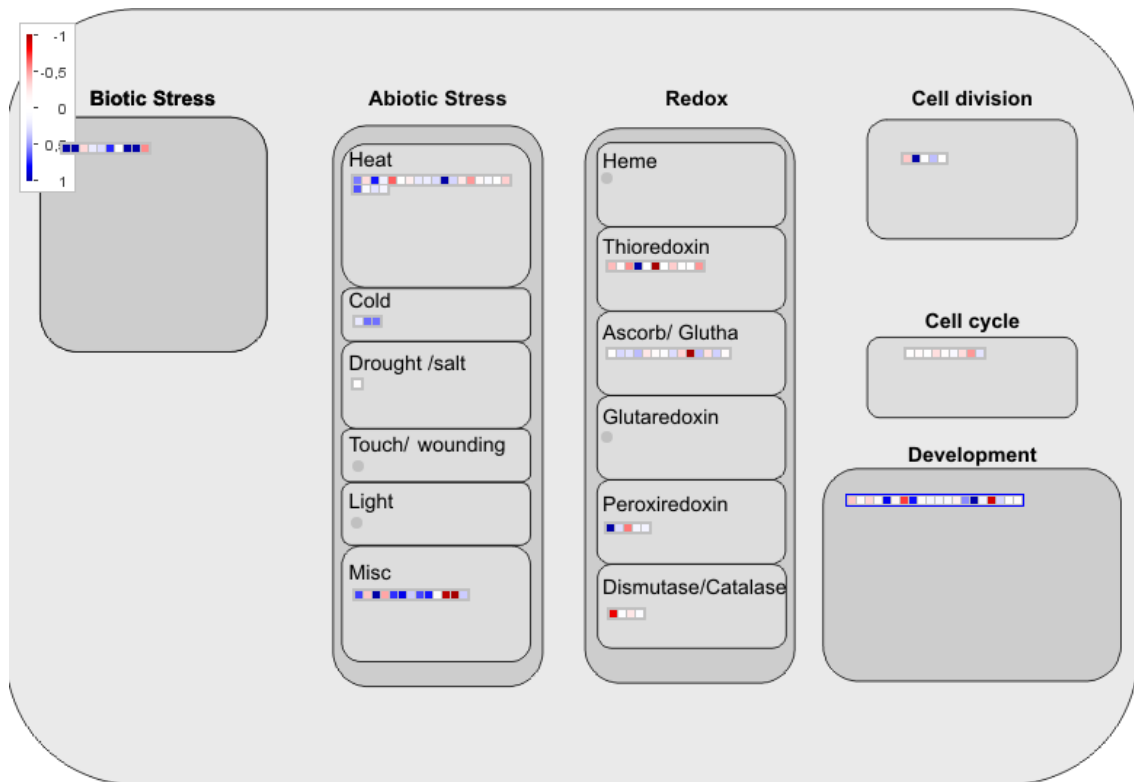 -1
-0,5
0
0,5
1
Biotic Stress
Abiotic Stress
Heat
Cold
Drought /salt
Touch/ wounding
Light
Misc
Redox
Heme
Thioredoxin
Ascorb/ Glutha
Glutaredoxin
Peroxiredoxin
Dismutase/Catalase
Cell division
Cell cycle
Development